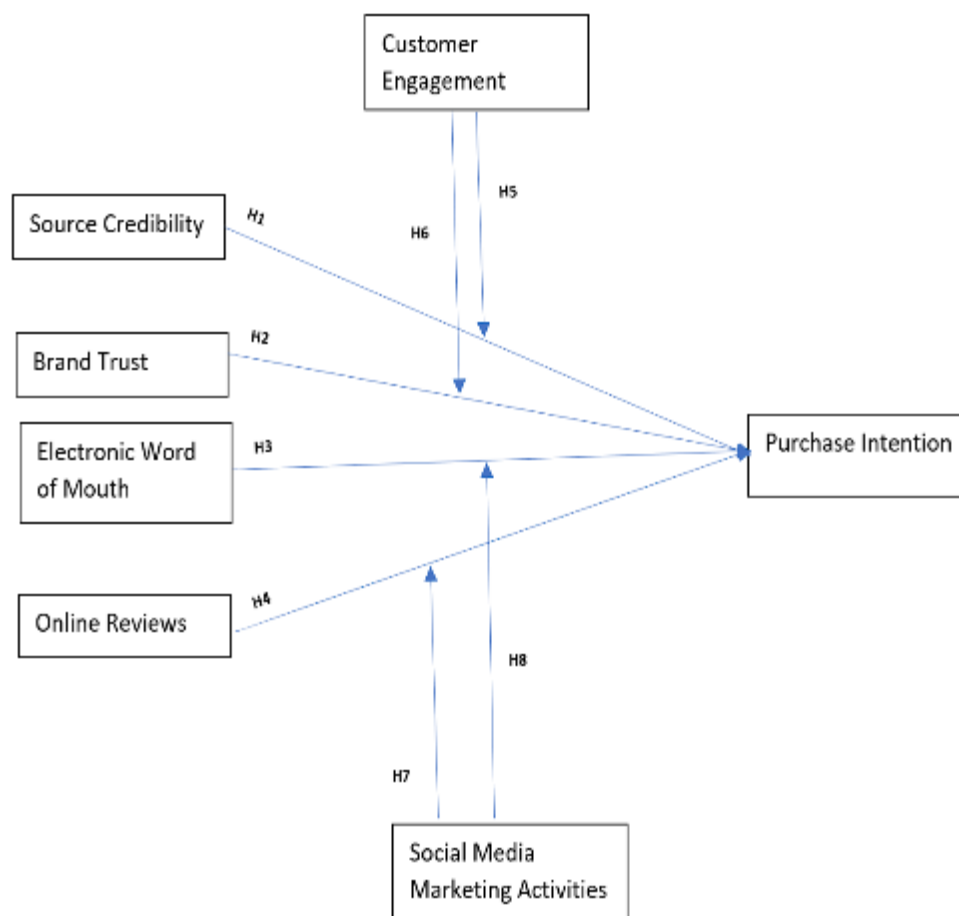 Customer
Engagement
H5
Source Credibility
H1
H6
Brand Trust
H2
Electronic Word
of Mouth
H3
Purchase Intention
Online Reviews
H4
H8
H7
Social Media
Marketing Activities